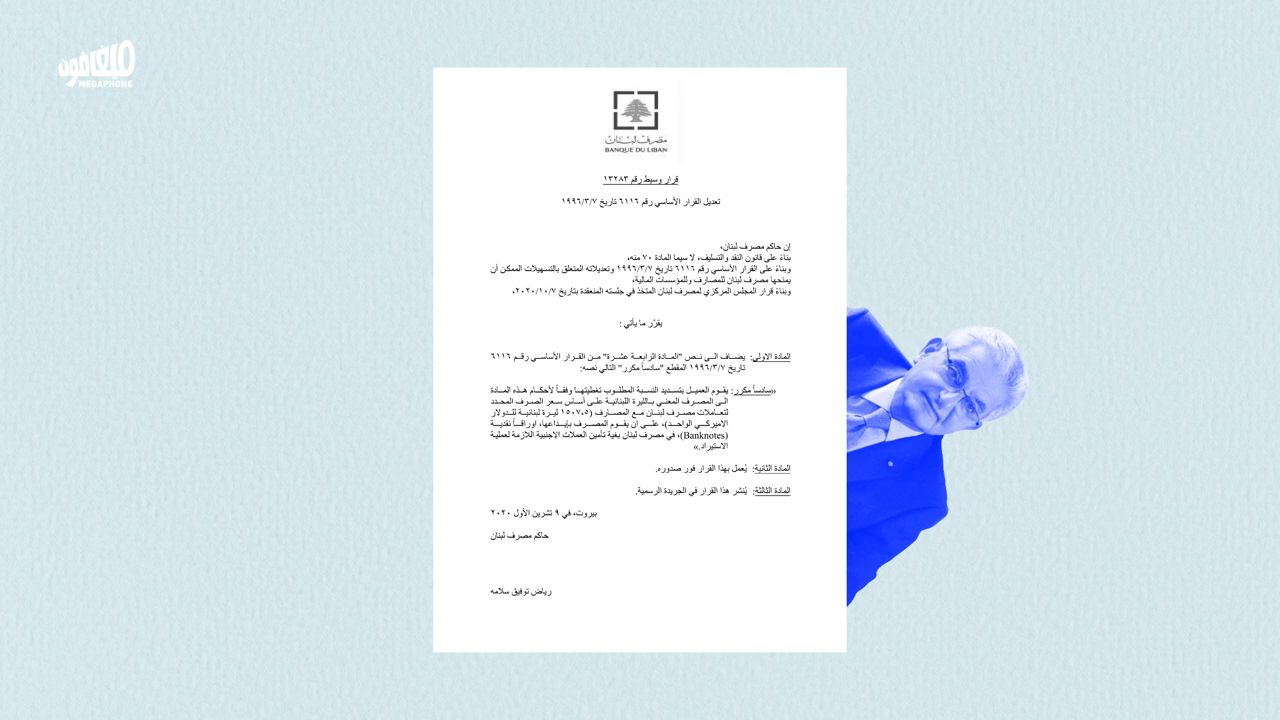 ميغافون
MEGAPHONE
مصرف لبنان
BANQUE DU LIBAN
قرار وسيط رقم ١٣٢٨٣
تعديل القرار الأساسي رقم ٦١١٦ تاريخ ١٩٩٦/٣/٧
إن حاكم مصرف لبنان،
بناءً على قانون النقد والتسليف، لا سيما المادة ٧٠ منه،
وبناءً على القرار الأساسي رقم ٦١١٦ تاريخ ١٩٩٦/٣/٧ وتعديلاته المتعلق بالتسهيلات الممكن أن
يمنحها مصرف لبنان للمصارف وللمؤسسات المالية،
وبناءً قرار المجلس المركزي لمصرف لبنان المتخذ في جلسته المنعقدة بتاريخ ٢٠٢٠/١٠/٧،
يقرّر ما يأتي :
المادة الاولى: يضاف الى نص "المادة الرابعة عشرة" من القرار الأساسي رقم ٦١١٦
تاريخ ١٩٩٦/٣/٧ المقطع "سادساً مكرر" التالي نصه:
«سادساً مكرر: يقوم العميل بتسديد النسبة المطلوب تغطيتها وفقاً لأحكام هذه المادة
الى المصرف المعني بالليرة اللبنانية على أساس سعر الصرف المحدد
لتعاملات مصرف لبنان مع المصارف (١٥٠٧،٥ ليرة لبنانية للدولار
الاميركي الواحد)، على ان يقوم المصرف بإيداعها، اوراقاً نقدية
(Banknotes)، في مصرف لبنان بغية تأمين العملات الاجنبية اللازمة لعملية
الاستيراد.»
المادة الثانية: يُعمل بهذا القرار فور صدوره.
المادة الثالثة: يُنشر هذا القرار في الجريدة الرسمية.
بيروت، في ٩ تشرين الأول ٢٠٢٠
حاكم مصرف لبنان
رياض توفيق سلامه